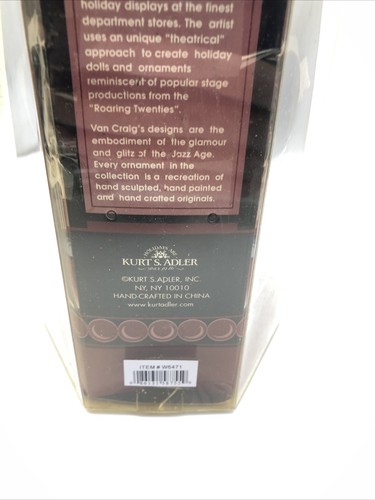 holiday displays at the finest
department stores. The artist
uses an unique "theatrical"
approach to create holiday
dolls and ornaments
reminiscent of popular stage
productions from the
"Roaring Twenties".
Van Craig's designs are the
embodiment of the glamour
and glitz of the Jazz Age.
Every ornament in the
collection is a recreation of
hand sculpted, hand painted
and hand crafted originals.
HOLIDAYS ARE
KURT S. ADLER
©KURT S. ADLER, INC.
NY, NY 10010
HAND-CRAFTED IN CHINA
www.kurtadler.com
ITEM # W6471